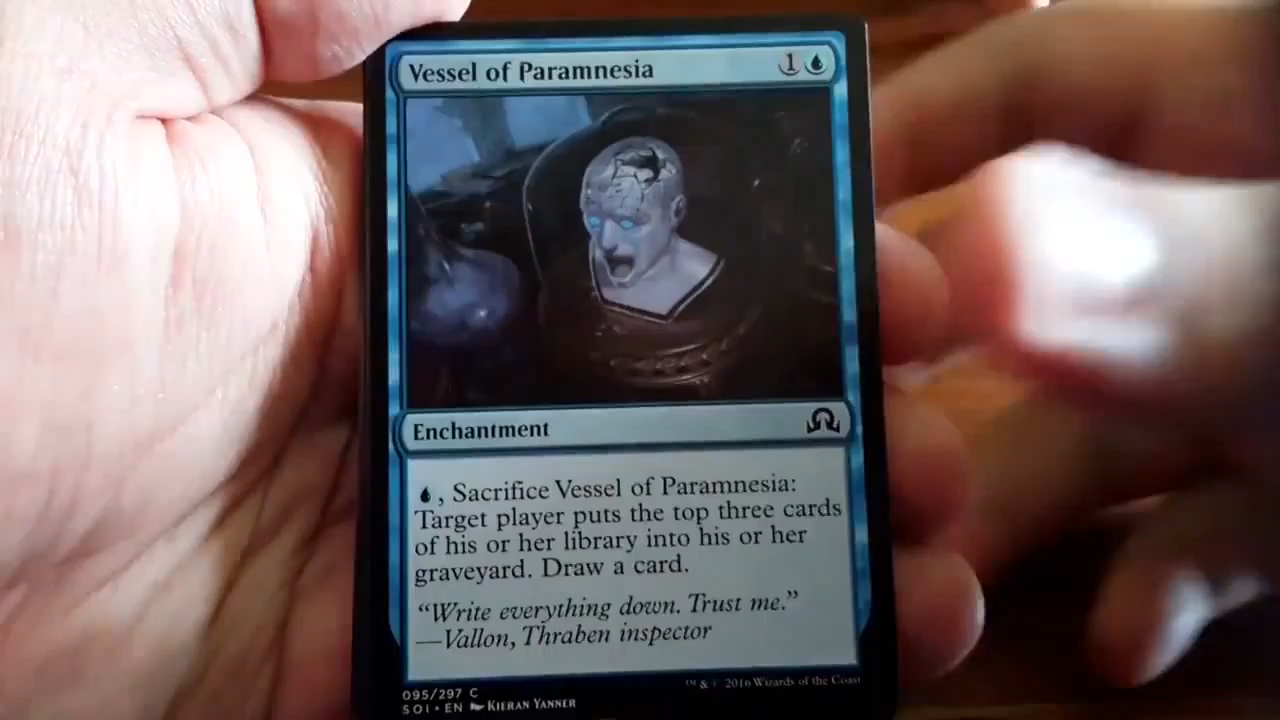 Vessel of Paramnesia 1
Enchantment
, Sacrifice Vessel of Paramnesia:
Target player puts the top three cards
of his or her library into his or her
graveyard. Draw a card.
“Write everything down. Trust me.”
—Vallon, Thraben inspector
095/297 C
SOI • EN KIERAN YANNER
™ & © 2016 Wizards of the Coast